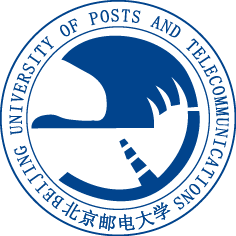 BEIJING UNIVERSITY OF POSTS AND TELECOMMUNICATIONS
北京邮电大学